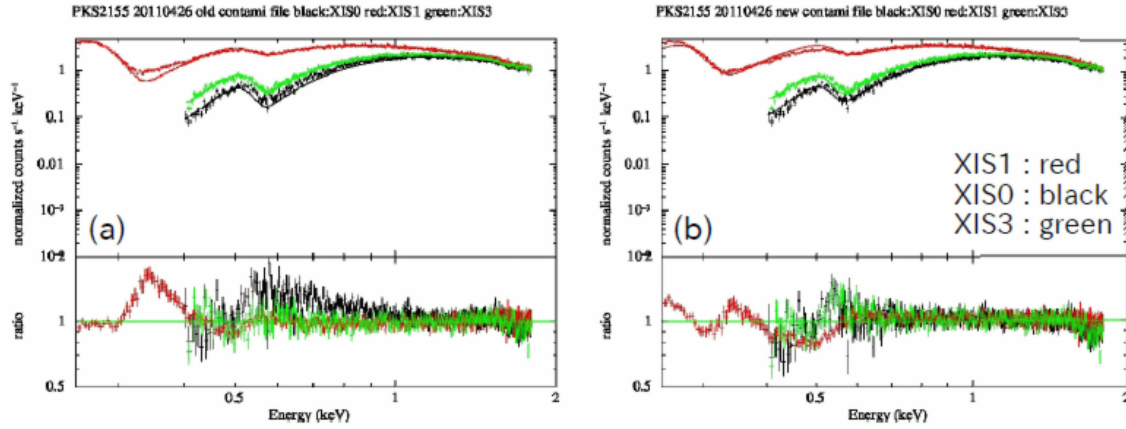 PKS2155 20110426 old contami file black:XIS0 red:XIS1 green:XIS3
normalized counts s⁻¹ keV⁻¹
1
0.1
0.01
10⁻³
(a)
ratio
1
0.5
0.5
1
2
Energy (keV)
PKS2155 20110426 new contami file black:XIS0 red:XIS1 green:XIS3
normalized counts s⁻¹ keV⁻¹
1
0.1
0.01
(b)
XIS1 : red
XIS0 : black
XIS3 : green
ratio
1
0.5
0.5
1
2
Energy (keV)